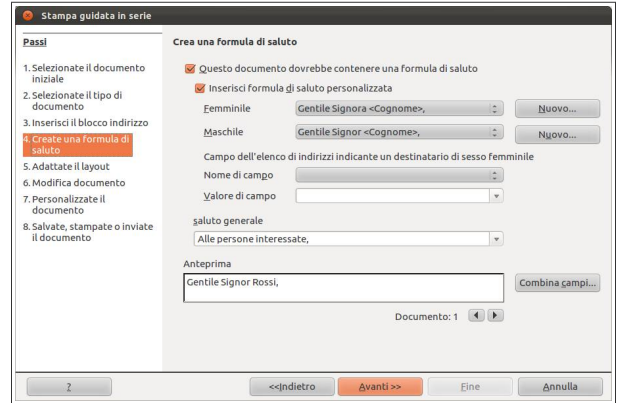 Stampa guidata in serie
Passi
1. Selezionate il documento
iniziale
2. Selezionate il tipo di
documento
3. Inserisci il blocco indirizzo
4. Create una formula di
saluto
5. Adattate il layout
6. Modifica documento
7. Personalizzate il
documento
8. Salvate, stampate o inviate
il documento
Crea una formula di saluto
Questo documento dovrebbe contenere una formula di saluto
Inserisci formula di saluto personalizzata
Femminile
Gentile Signora <Cognome>,
Nuovo...
Maschile
Gentile Signor <Cognome>,
Nuovo...
Campo dell'elenco di indirizzi indicante un destinatario di sesso femminile
Nome di campo
Valore di campo
saluto generale
Alle persone interessate,
Anteprima
Gentile Signor Rossi,
Combina campi...
Documento: 1
?
<<Indietro
Avanti >>
Fine
Annulla